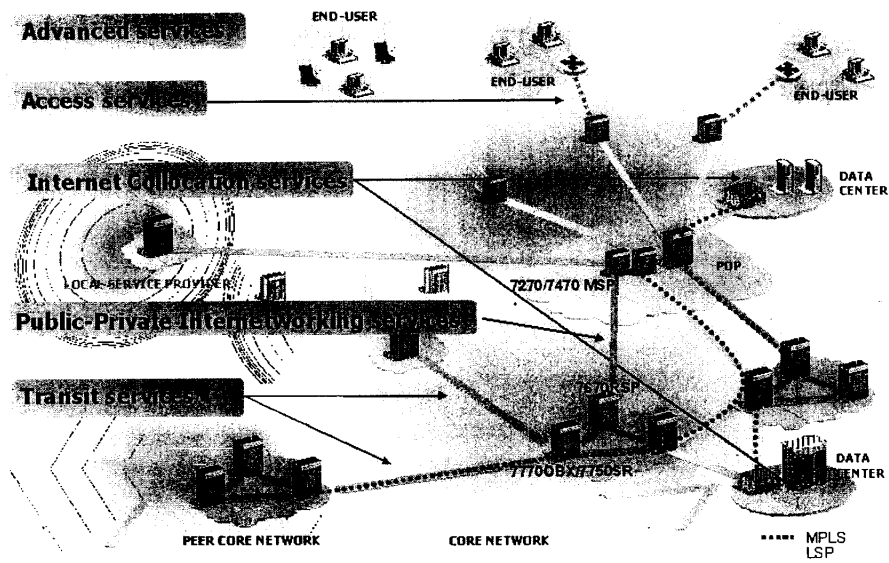 END-USER
Advanced services
END-USER
END-USER
Access services
Internet Collocation services
DATA
CENTER
LOCAL SERVICE PROVIDER
7270/7470 MSP
POP
Public-Private Internetworking services
7670RSP
Transit services
7770OBX/7750SR
DATA
CENTER
PEER CORE NETWORK
CORE NETWORK
MPLS
LSP